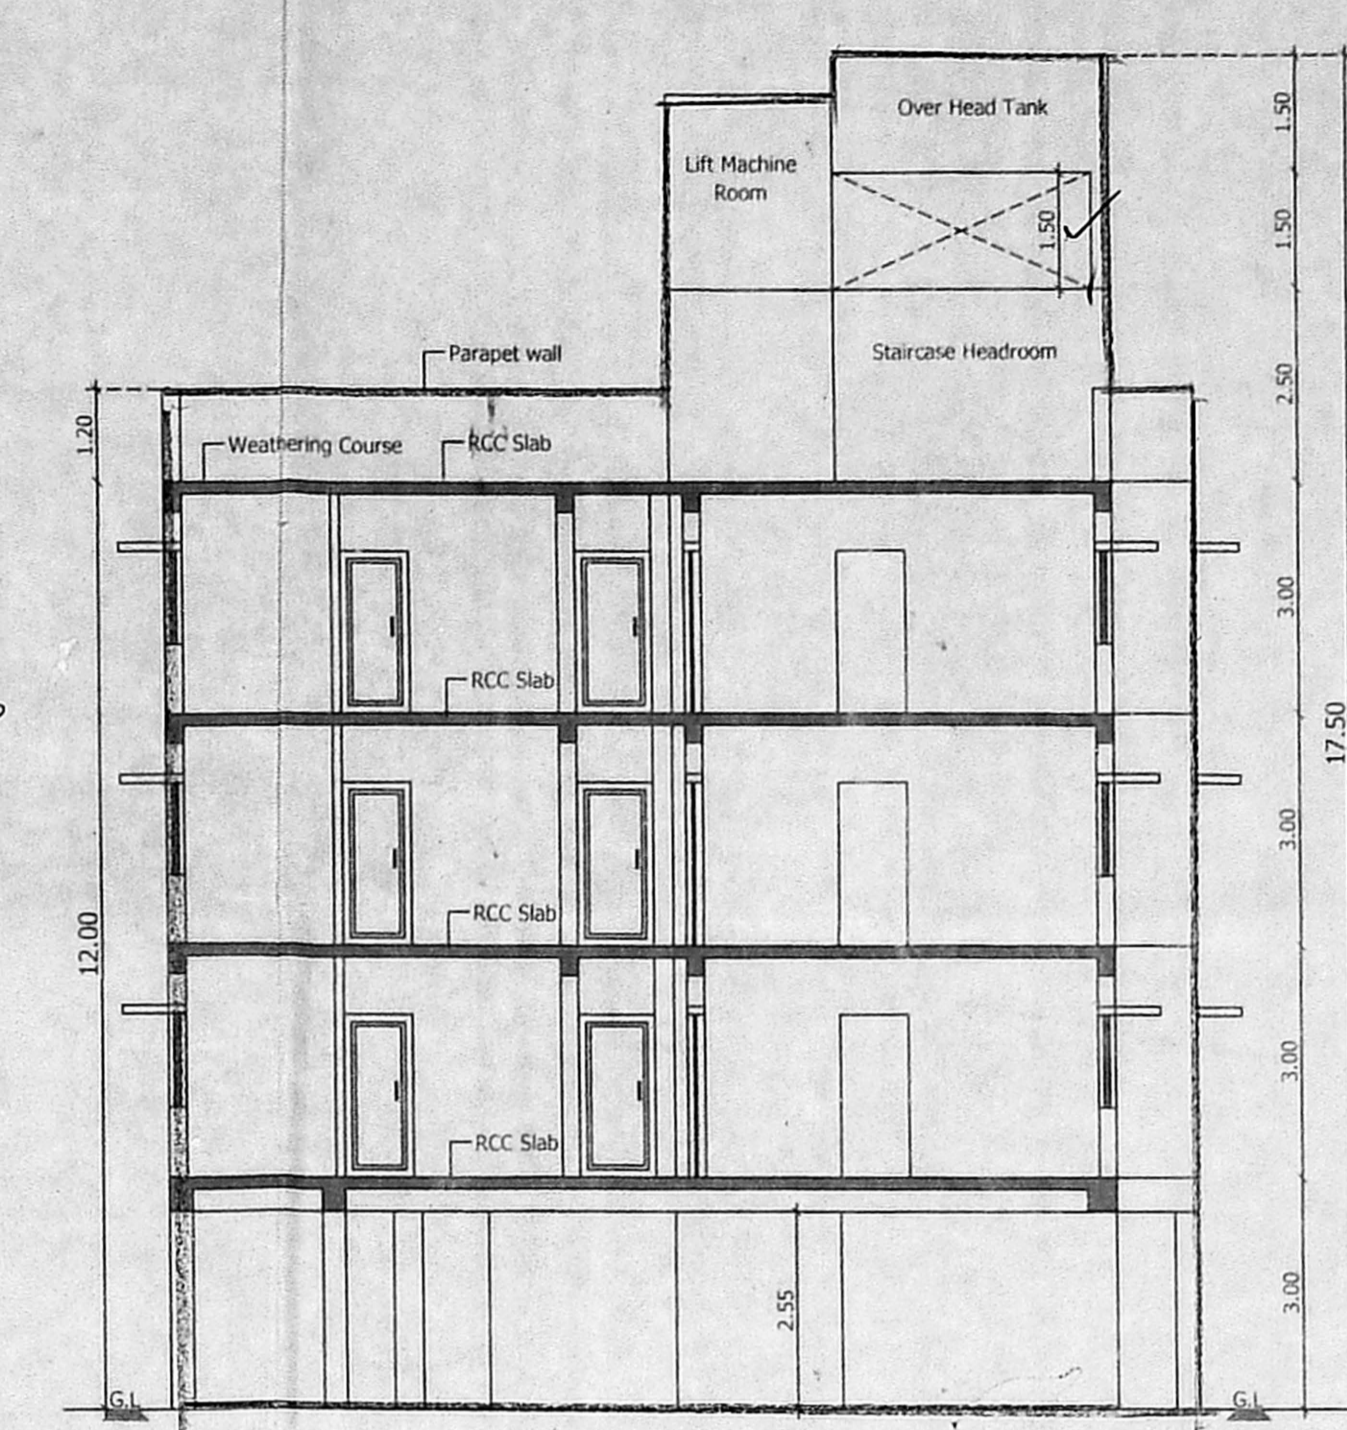 Over Head Tank
1.50
Lift Machine
Room
1.50
1.50
Staircase Headroom
Parapet wall
2.50
1.20
Weathering Course
RCC Slab
3.00
RCC Slab
17.50
3.00
RCC Slab
12.00
3.00
RCC Slab
2.55
3.00
G.L
G.L